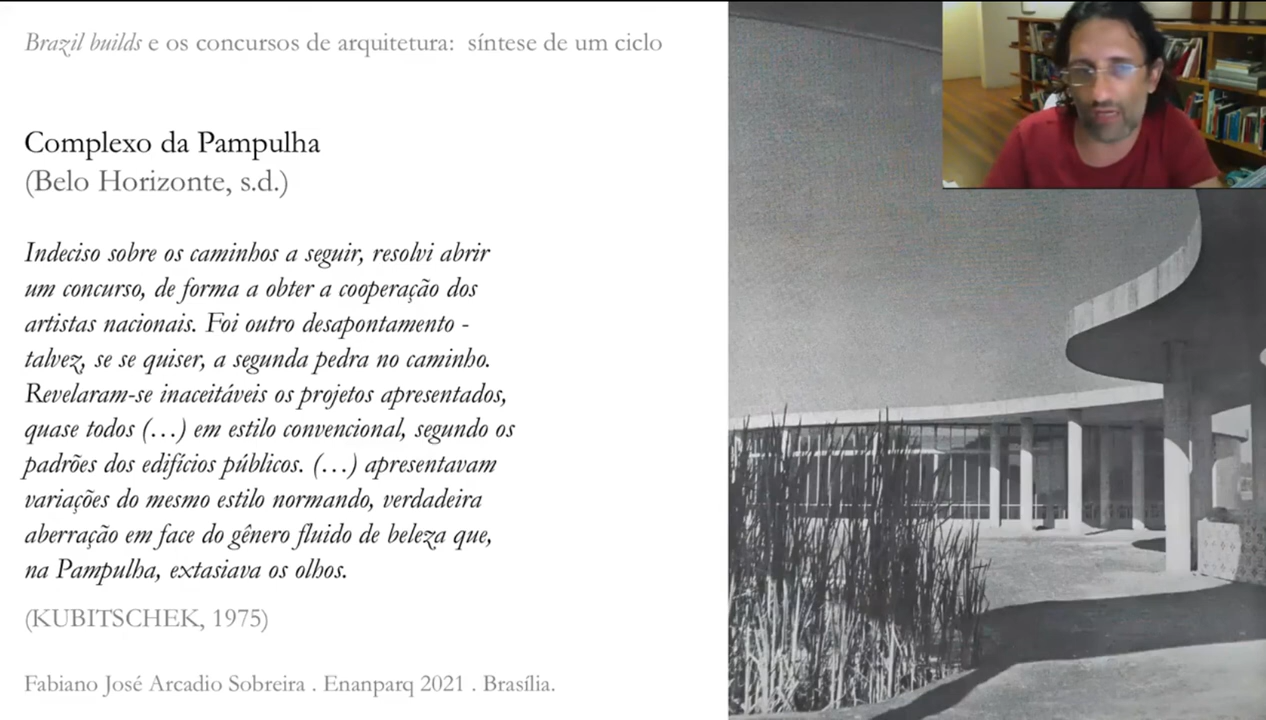 Brazil builds e os concursos de arquitetura: síntese de um ciclo
Complexo da Pampulha
(Belo Horizonte, s.d.)
Indeciso sobre os caminhos a seguir, resolvi abrir
um concurso, de forma a obter a cooperação dos
artistas nacionais. Foi outro desapontamento -
talvez, se se quiser, a segunda pedra no caminho.
Revelaram-se inaceitáveis os projetos apresentados,
quase todos (…) em estilo convencional, segundo os
padrões dos edifícios públicos. (…) apresentavam
variações do mesmo estilo normando, verdadeira
aberração em face do gênero fluido de beleza que,
na Pampulha, extasiava os olhos.
(KUBITSCHEK, 1975)
Fabiano José Arcadio Sobreira . Enanparq 2021 . Brasília.